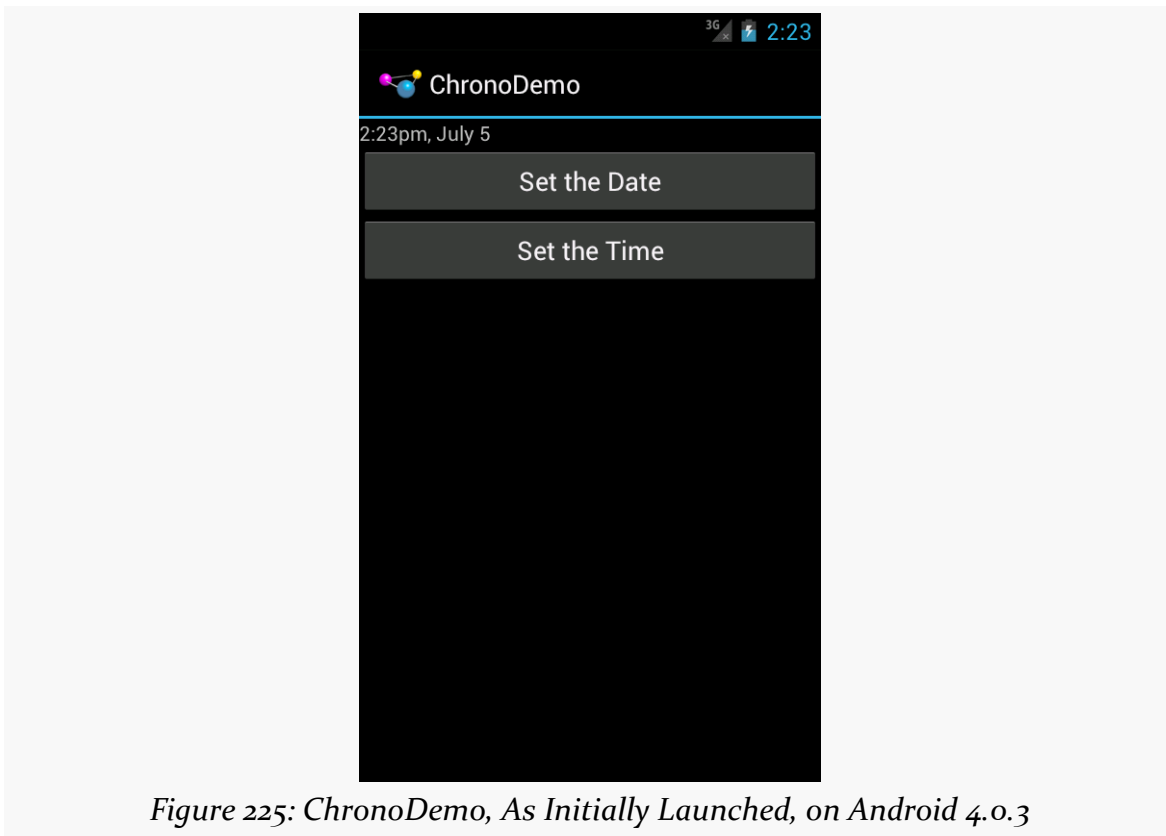 3G 2:23
ChronoDemo
2:23pm, July 5
Set the Date
Set the Time
Figure 225: ChronoDemo, As Initially Launched, on Android 4.0.3